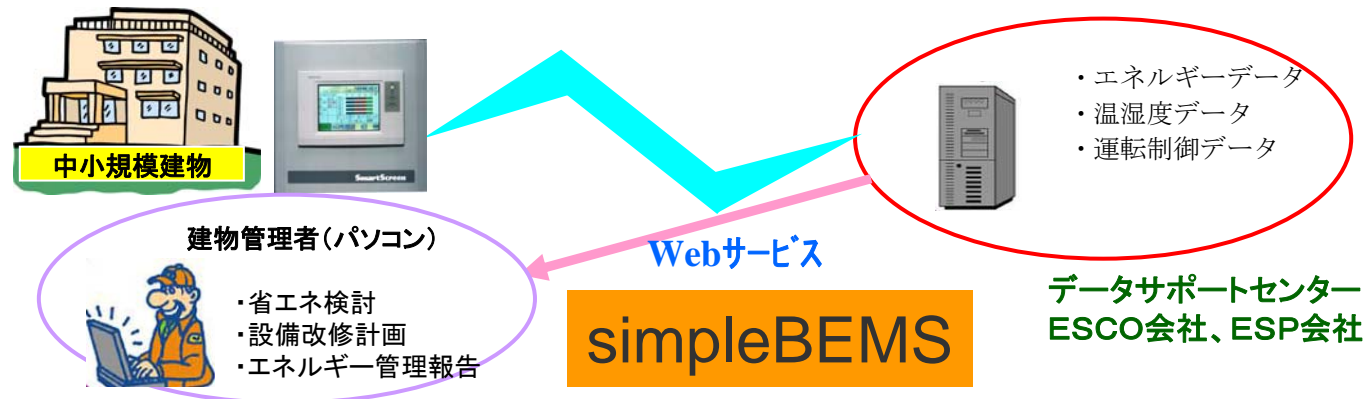 中小規模建物
SmartScreen
・エネルギーデータ
・温湿度データ
・運転制御データ
建物管理者(パソコン)
・省エネ検討
・設備改修計画
・エネルギー管理報告
Webサービス
simpleBEMS
データサポートセンター
ESCO会社、ESP会社